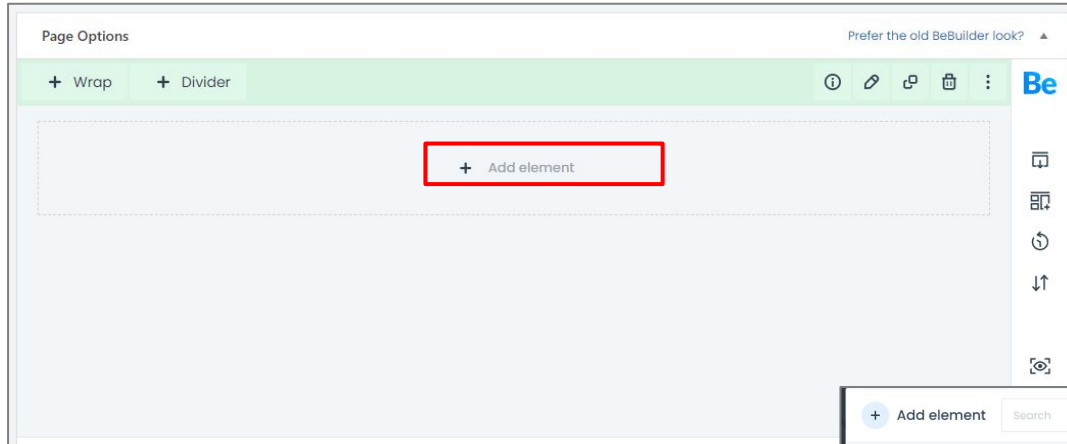 Page Options
Prefer the old BeBuilder look?
+ Wrap + Divider
Be
+ Add element
+ Add element Search